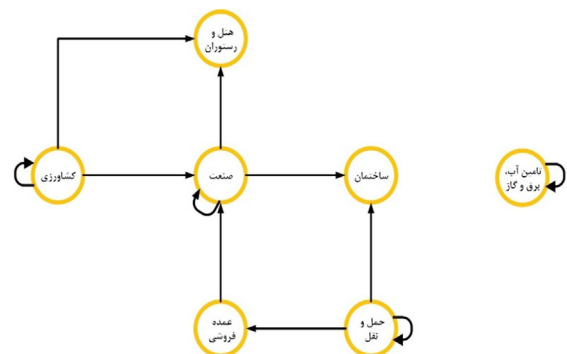 هتل و
رستوران
کشاورزی
صنعت
ساختمان
تامین آب،
برق و گاز
عمده
فروشی
حمل و
نقل